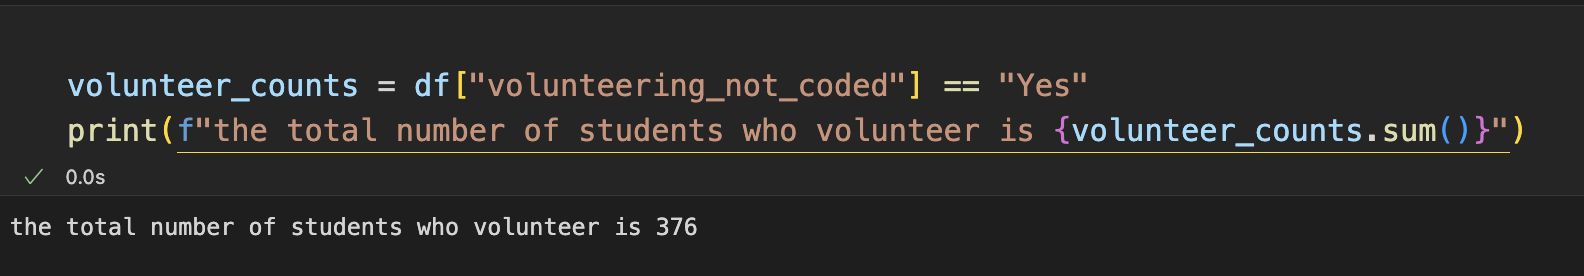 volunteer_counts = df["volunteering_not_coded"] == "Yes"
print(f"the total number of students who volunteer is {volunteer_counts.sum()}")
✓ 0.0s
the total number of students who volunteer is 376